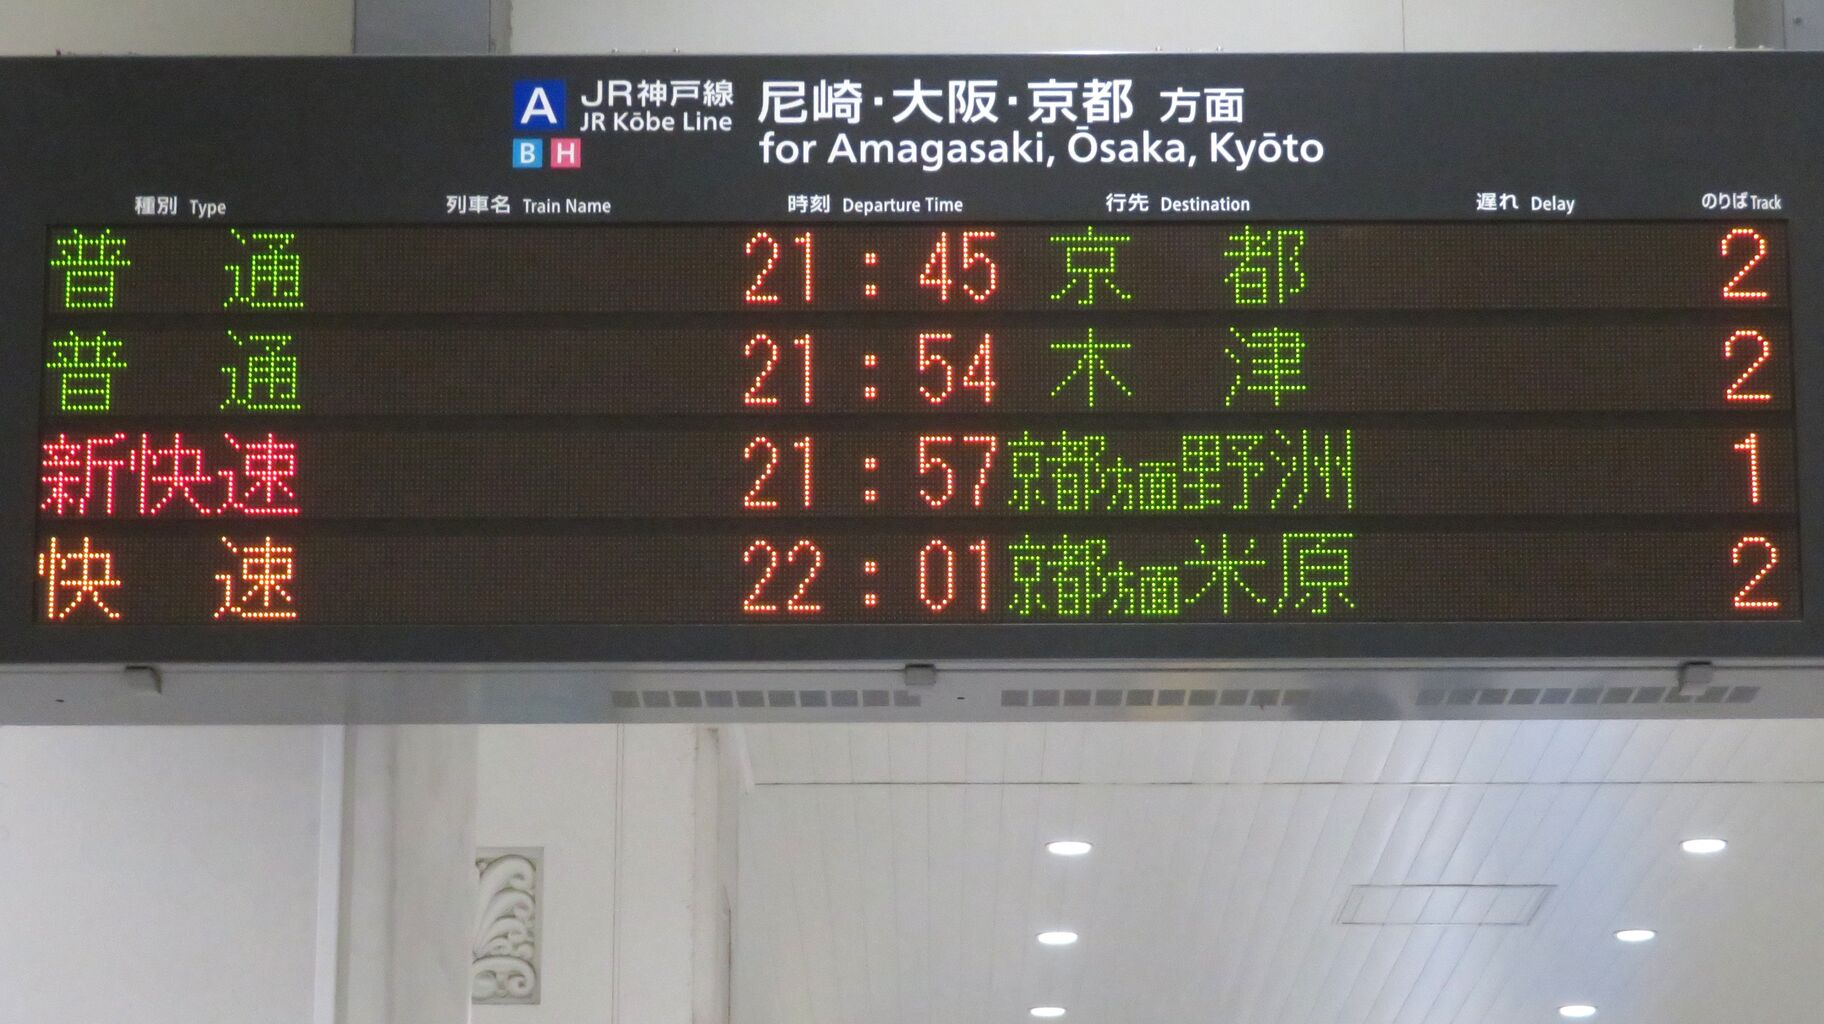 A JR神戸線 尼崎・大阪・京都 方面
JR Kōbe Line
B H for Amagasaki, Ōsaka, Kyōto
種別 Type 列車名 Train Name 時刻 Departure Time 行先 Destination 遅れ Delay のりば Track
普通 21:45 京都 2
普通 21:54 木津 2
新快速 21:57 京都方面野洲 1
快速 22:01 京都方面米原 2